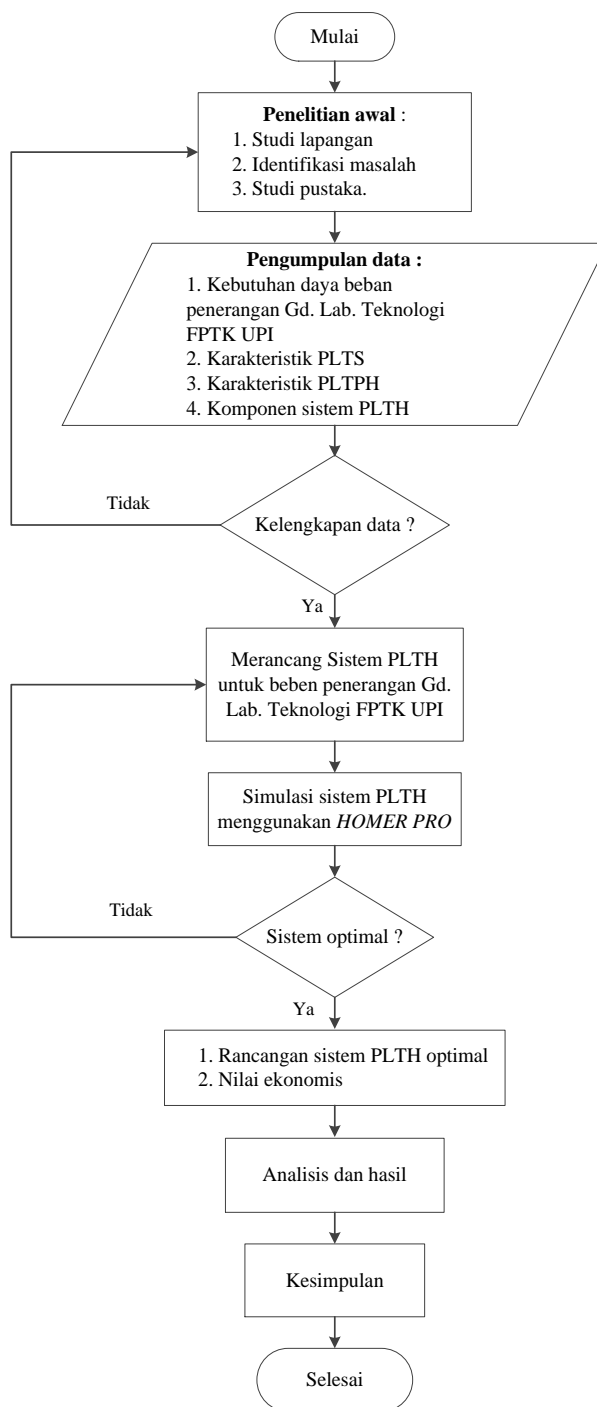 Mulai
Penelitian awal :
1. Studi lapangan
2. Identifikasi masalah
3. Studi pustaka.
Pengumpulan data :
1. Kebutuhan daya beban
penerangan Gd. Lab. Teknologi
FPTK UPI
2. Karakteristik PLTS
3. Karakteristik PLTPH
4. Komponen sistem PLTH
Tidak
Kelengkapan data ?
Ya
Merancang Sistem PLTH
untuk beben penerangan Gd.
Lab. Teknologi FPTK UPI
Simulasi sistem PLTH
menggunakan HOMER PRO
Tidak
Sistem optimal ?
Ya
1. Rancangan sistem PLTH optimal
2. Nilai ekonomis
Analisis dan hasil
Kesimpulan
Selesai